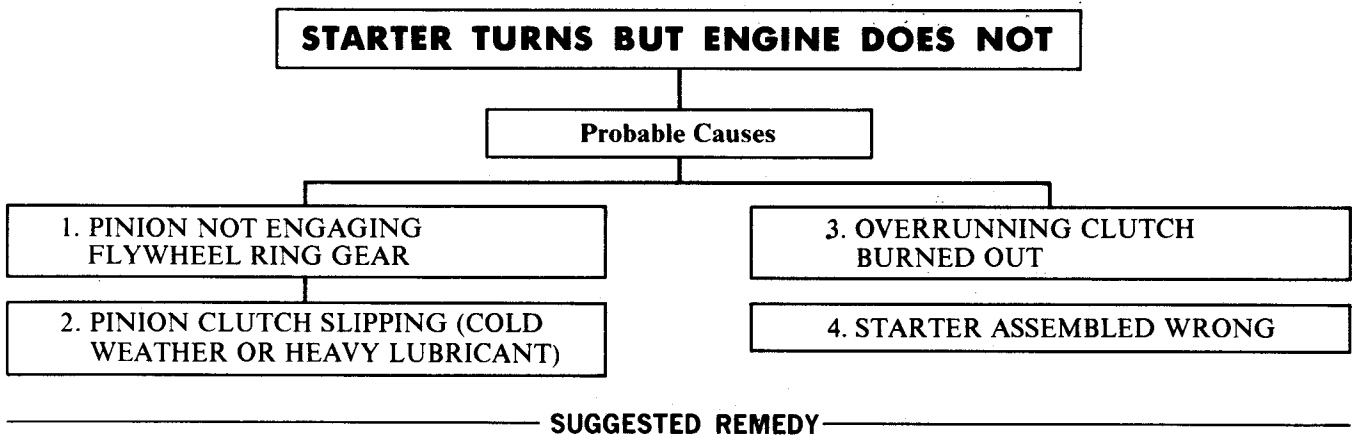 STARTER TURNS BUT ENGINE DOES NOT
Probable Causes
1. PINION NOT ENGAGING
FLYWHEEL RING GEAR
2. PINION CLUTCH SLIPPING (COLD
WEATHER OR HEAVY LUBRICANT)
3. OVERRUNNING CLUTCH
BURNED OUT
4. STARTER ASSEMBLED WRONG
SUGGESTED REMEDY